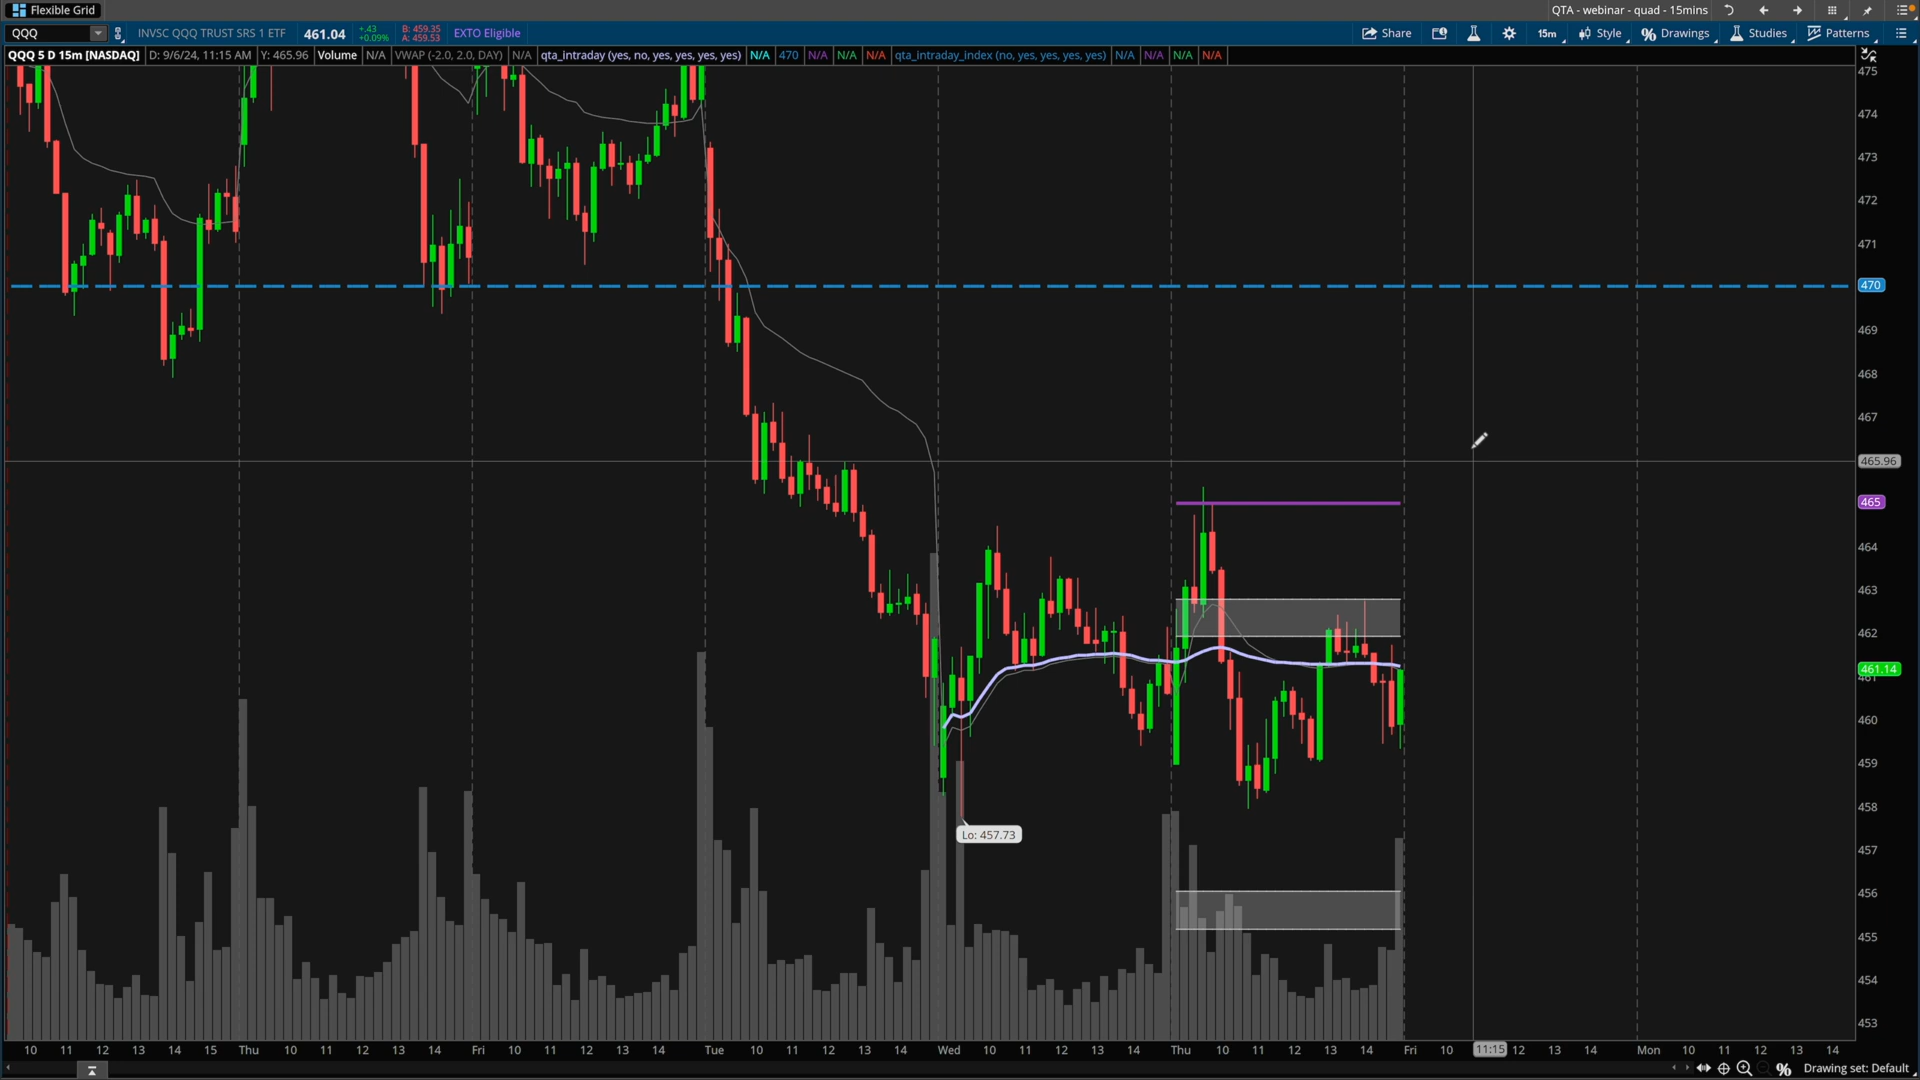 Flexible Grid
QTA - webinar - quad - 15mins
QQQ
INVSC QQQ TRUST SRS 1 ETF
461.04
+.43
+0.09%
B: 459.35
A: 459.53
EXTO Eligible
Share
15m
Style
Drawings
Studies
Patterns
QQQ 5 D 15m [NASDAQ] D: 9/6/24, 11:15 AM Y: 465.96 Volume N/A VWAP (-2.0, 2.0, DAY) N/A qta_intraday (yes, no, yes, yes, yes, yes) N/A 470 N/A N/A N/A qta_intraday_index (no, yes, yes, yes, yes) N/A N/A N/A N/A
475
474
473
472
471
470
469
468
467
465.96
465
464
463
462
461.14
460
459
458
457
456
455
454
453
Lo: 457.73
10 11 12 13 14 15 Thu 10 11 12 13 14 Fri 10 11 12 13 14 Tue 10 11 12 13 14 Wed 10 11 12 13 14 Thu 10 11 12 13 14 Fri 10 11:15 12 13 14 Mon 10 11 12 13 14
Drawing set: Default